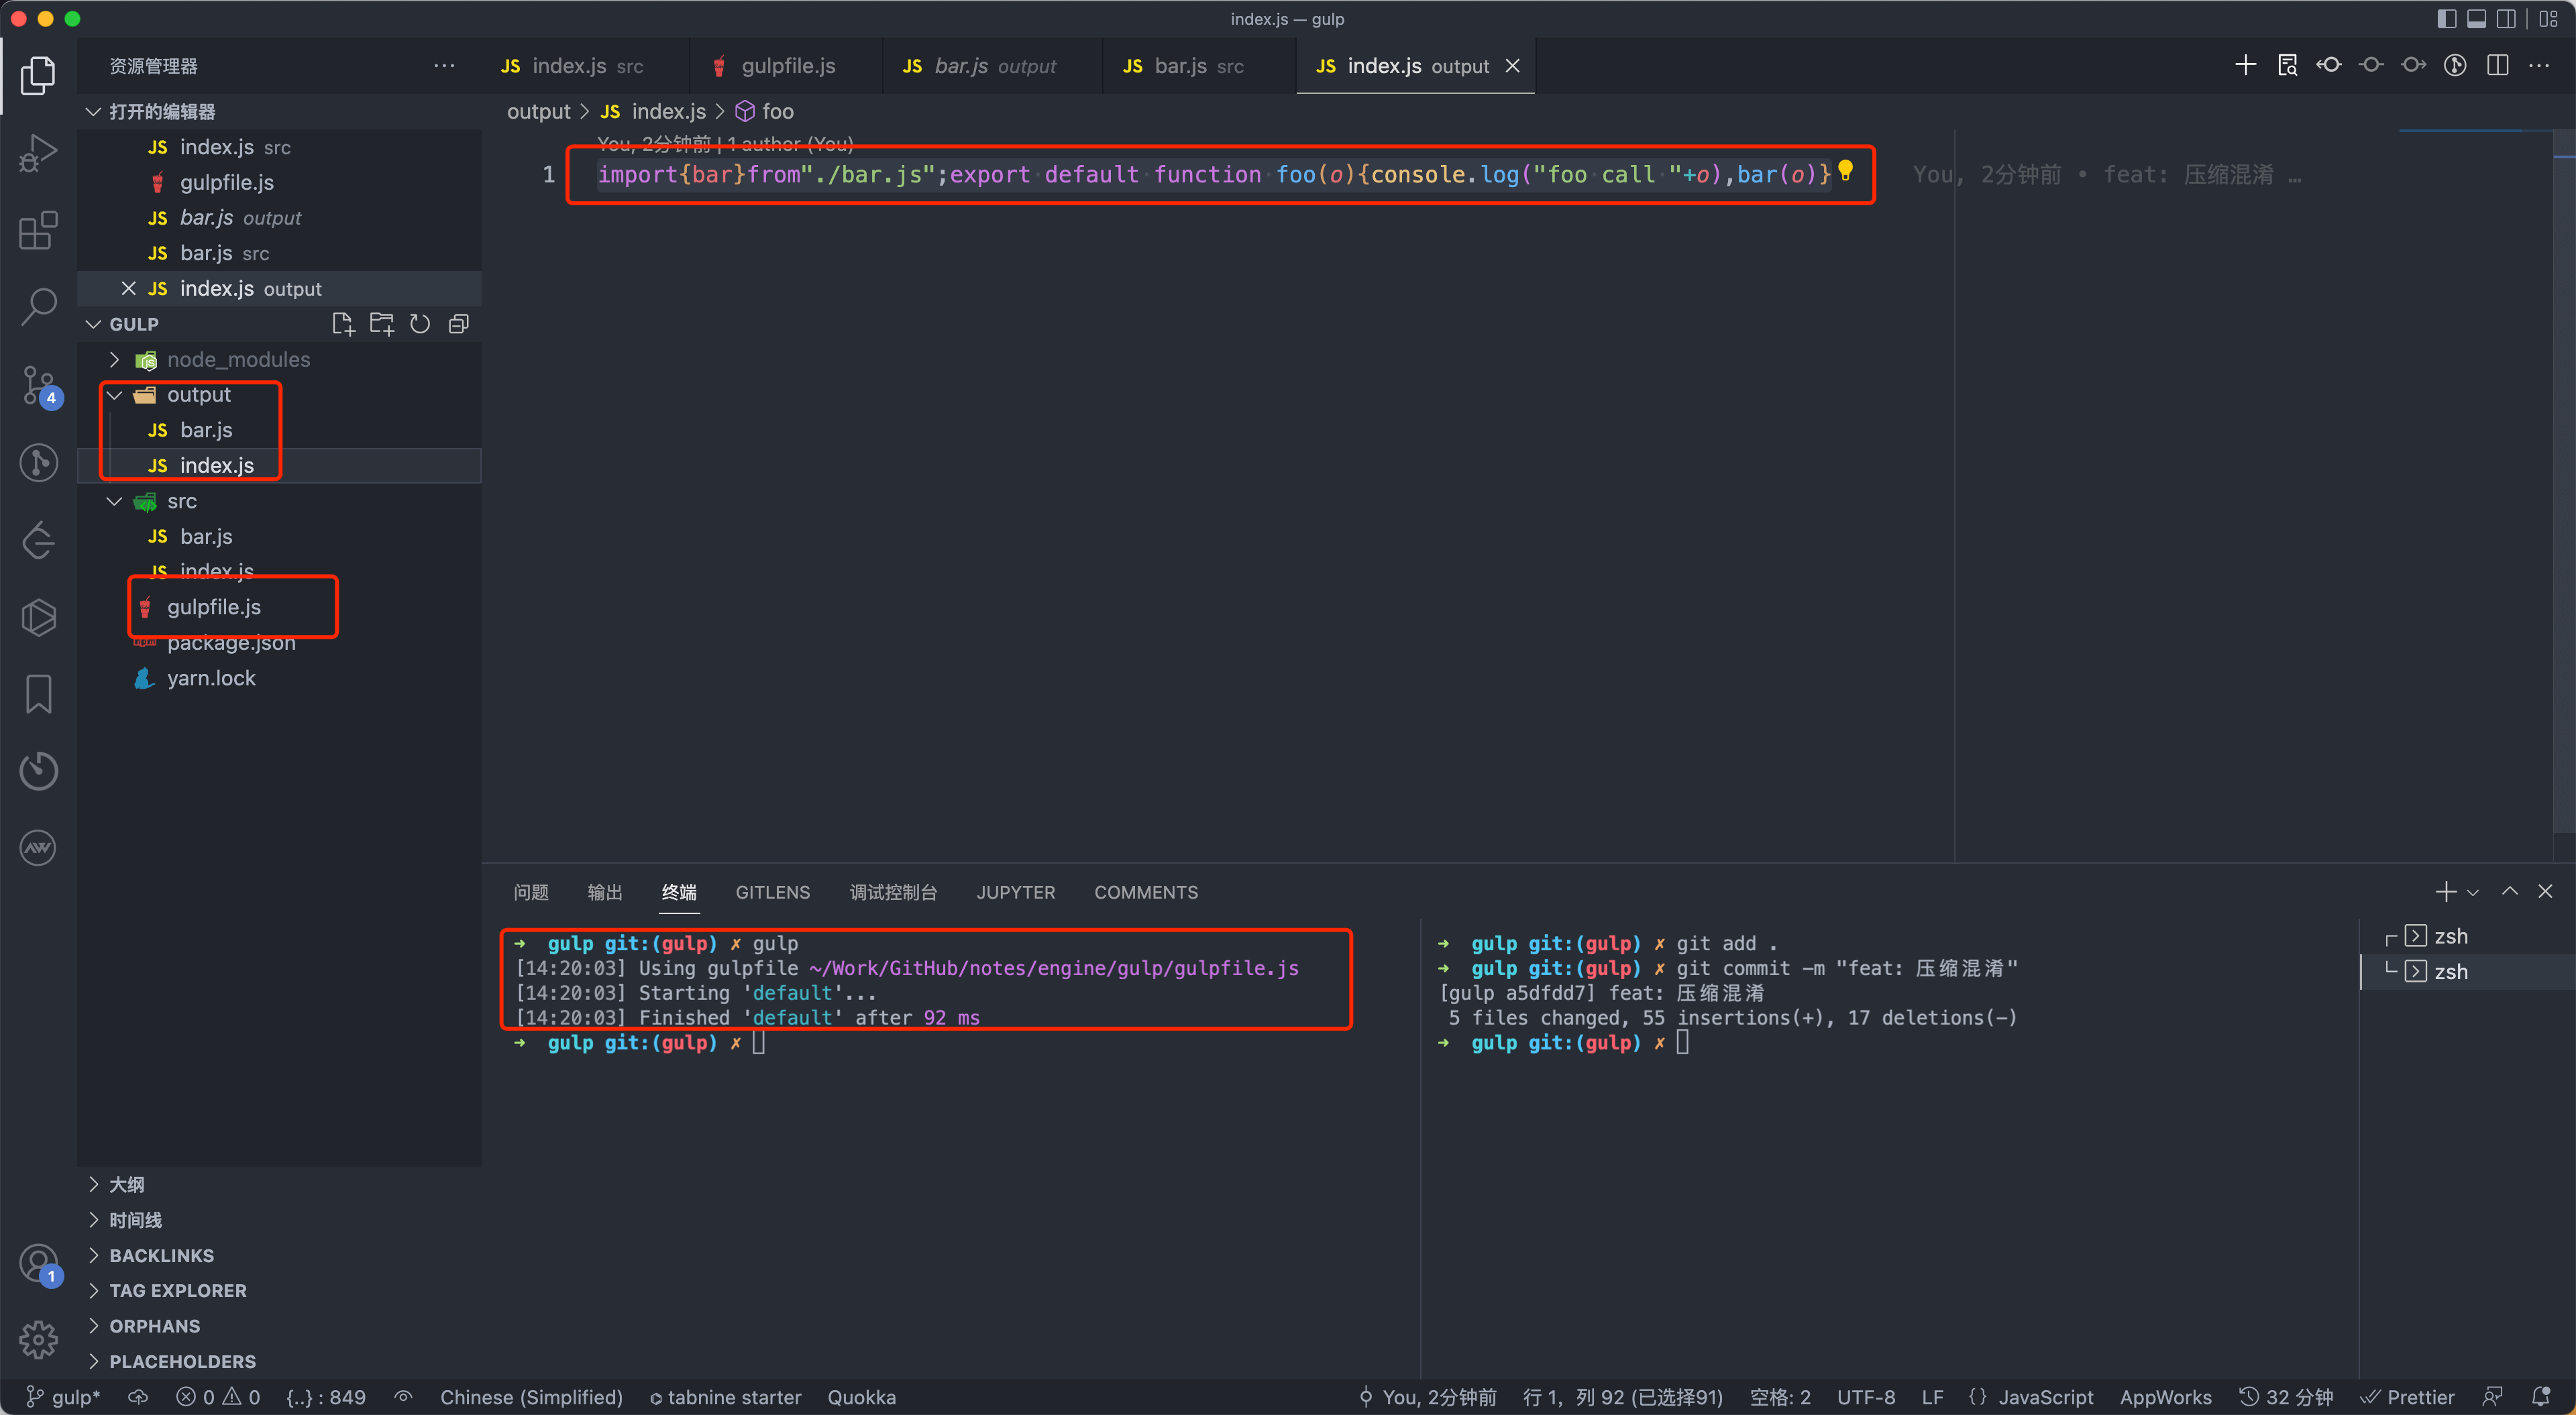 index.js — gulp
资源管理器
JS index.js src
gulpfile.js
JS bar.js output
JS bar.js src
JS index.js output
打开的编辑器
JS index.js src
gulpfile.js
JS bar.js output
JS bar.js src
JS index.js output
GULP
node_modules
output
JS bar.js
JS index.js
src
JS bar.js
JS index.js
gulpfile.js
package.json
yarn.lock
大纲
时间线
BACKLINKS
TAG EXPLORER
ORPHANS
PLACEHOLDERS
4
1
output > JS index.js > foo
You, 2分钟前 | 1 author (You)
1 import{bar}from"./bar.js";export default function foo(o){console.log("foo call "+o),bar(o)}
You, 2分钟前 • feat: 压缩混淆 …
问题 输出 终端 GITLENS 调试控制台 JUPYTER COMMENTS
➜ gulp git:(gulp) ✗ gulp
[14:20:03] Using gulpfile ~/Work/GitHub/notes/engine/gulp/gulpfile.js
[14:20:03] Starting 'default'...
[14:20:03] Finished 'default' after 92 ms
➜ gulp git:(gulp) ✗
➜ gulp git:(gulp) ✗ git add .
➜ gulp git:(gulp) ✗ git commit -m "feat: 压缩混淆"
[gulp a5dfdd7] feat: 压缩混淆
5 files changed, 55 insertions(+), 17 deletions(-)
➜ gulp git:(gulp) ✗
zsh
zsh
gulp* 0 0 {..} : 849 Chinese (Simplified) tabnine starter Quokka You, 2分钟前 行 1，列 92 (已选择91) 空格: 2 UTF-8 LF {} JavaScript AppWorks 32 分钟 Prettier